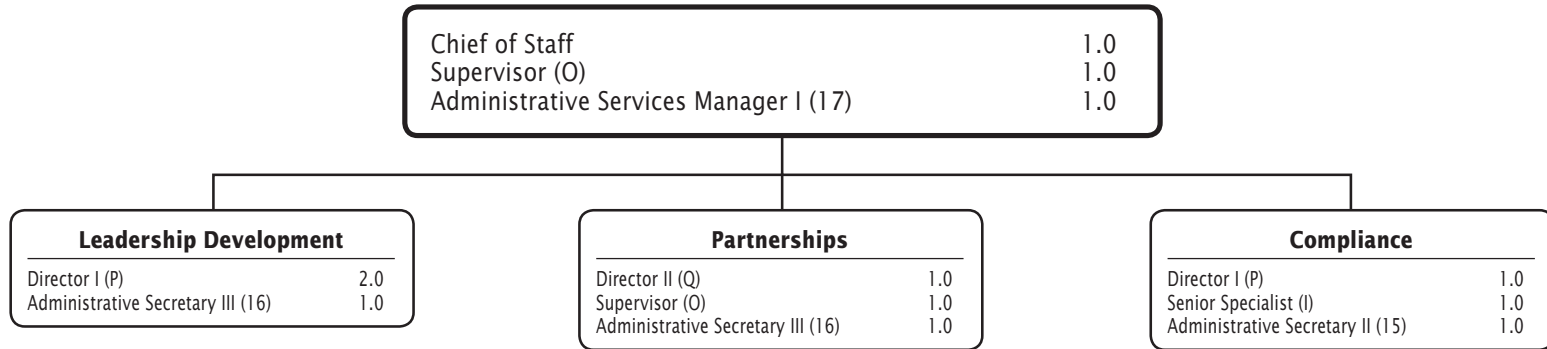 Chief of Staff 1.0
Supervisor (O) 1.0
Administrative Services Manager I (17) 1.0
Leadership Development
Director I (P) 2.0
Administrative Secretary III (16) 1.0
Partnerships
Director II (Q) 1.0
Supervisor (O) 1.0
Administrative Secretary III (16) 1.0
Compliance
Director I (P) 1.0
Senior Specialist (I) 1.0
Administrative Secretary II (15) 1.0